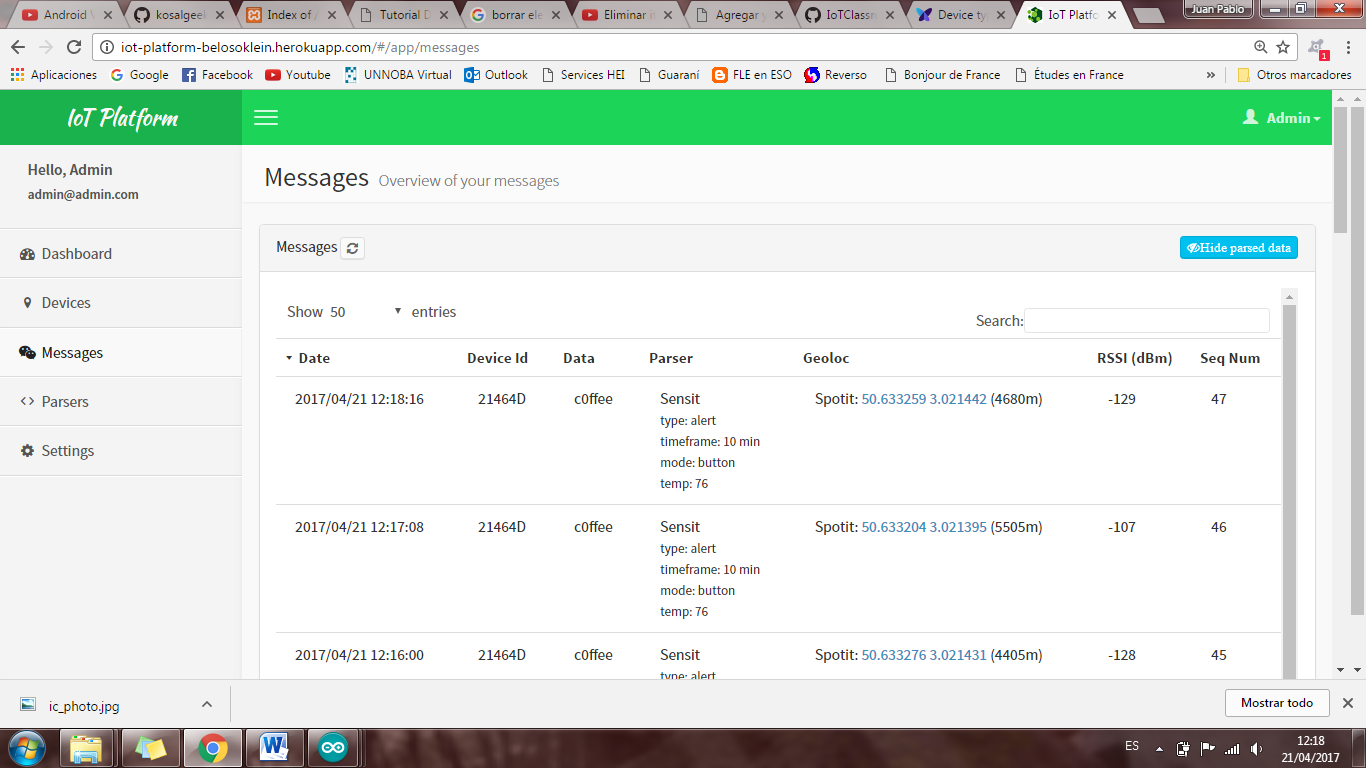 Juan Pablo
Android V
kosalgeek
Index of /
Tutorial D
borrar ele
Eliminar it
Agregar y
IoTClassr
Device ty
IoT Platfo
iot-platform-belosoklein.herokuapp.com/#/app/messages
1
Aplicaciones Google Facebook Youtube UNNOBA Virtual Outlook Services HEI Guaraní FLE en ESO Reverso Bonjour de France Études en France » Otros marcadores
IoT Platform
Admin
Hello, Admin
admin@admin.com
Dashboard
Devices
Messages
Parsers
Settings
Messages Overview of your messages
Messages
Hide parsed data
Show 50 entries
Search:
Date Device Id Data Parser Geoloc RSSI (dBm) Seq Num
2017/04/21 12:18:16 21464D c0ffee Sensit Spotit: 50.633259 3.021442 (4680m) -129 47
type: alert
timeframe: 10 min
mode: button
temp: 76
2017/04/21 12:17:08 21464D c0ffee Sensit Spotit: 50.633204 3.021395 (5505m) -107 46
type: alert
timeframe: 10 min
mode: button
temp: 76
2017/04/21 12:16:00 21464D c0ffee Sensit Spotit: 50.633276 3.021431 (4405m) -128 45
type: alert
ic_photo.jpg
Mostrar todo
ES
12:18
21/04/2017